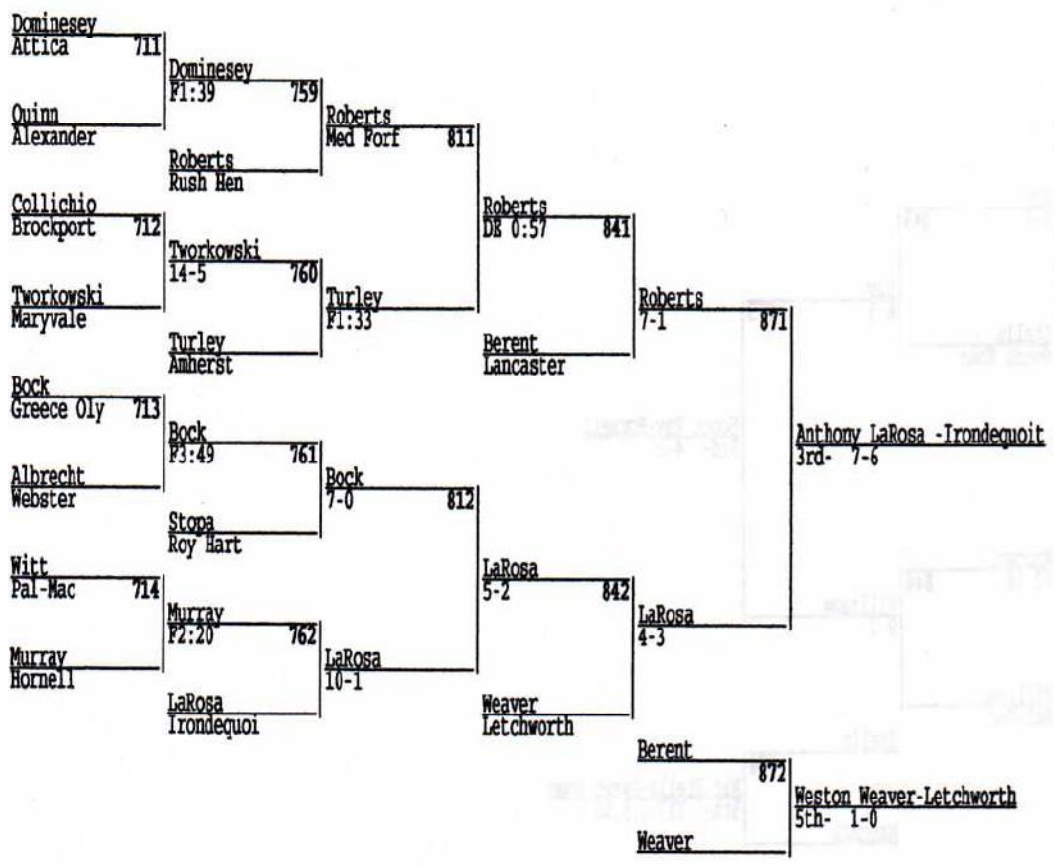 Dominesey
Attica 711
Dominesey
F1:39 759
Quinn
Alexander
Roberts
Med Forf 811
Roberts
Rush Hen
Collichio
Brockport 712
Roberts
DE 0:57 841
Tworkowski
14-5 760
Tworkowski
Maryvale
Turley
F1:33
Roberts
7-1 871
Turley
Amherst
Berent
Lancaster
Bock
Greece Oly 713
Bock
F3:49 761
Anthony LaRosa -Irondequoit
3rd- 7-6
Albrecht
Webster
Bock
7-0 812
Stopa
Roy Hart
Witt
Pal-Mac 714
LaRosa
5-2 842
Murray
F2:20 762
LaRosa
4-3
Murray
Hornell
LaRosa
10-1
LaRosa
Irondequoi
Weaver
Letchworth
Berent
872
Weston Weaver-Letchworth
5th- 1-0
Weaver